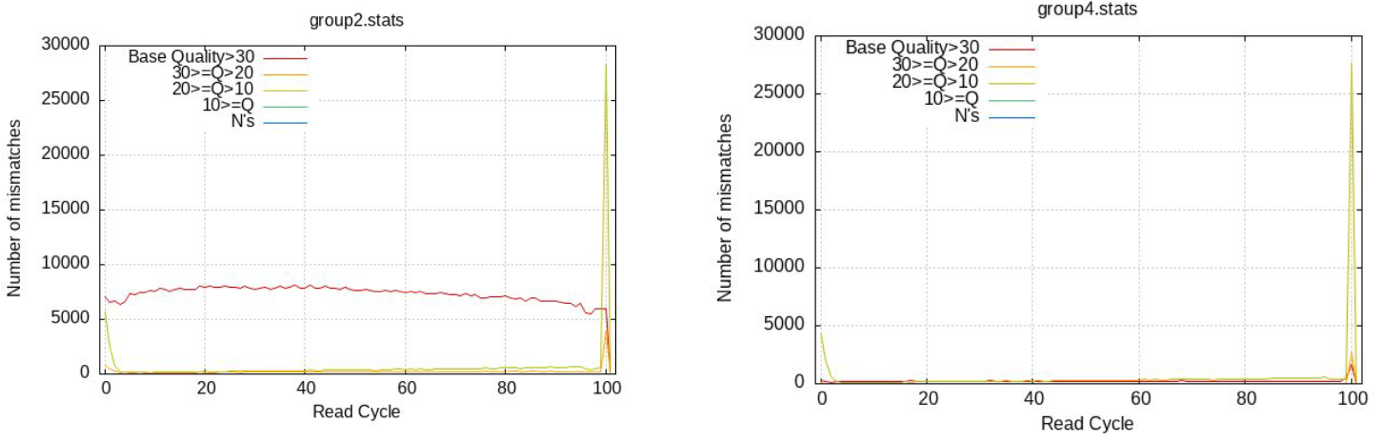 group2.stats
30000
25000
20000
15000
10000
5000
0
Number of mismatches
Base Quality>30
30>=Q>20
20>=Q>10
10>=Q
N's
0 20 40 60 80 100
Read Cycle
group4.stats
30000
25000
20000
15000
10000
5000
0
Number of mismatches
Base Quality>30
30>=Q>20
20>=Q>10
10>=Q
N's
0 20 40 60 80 100
Read Cycle